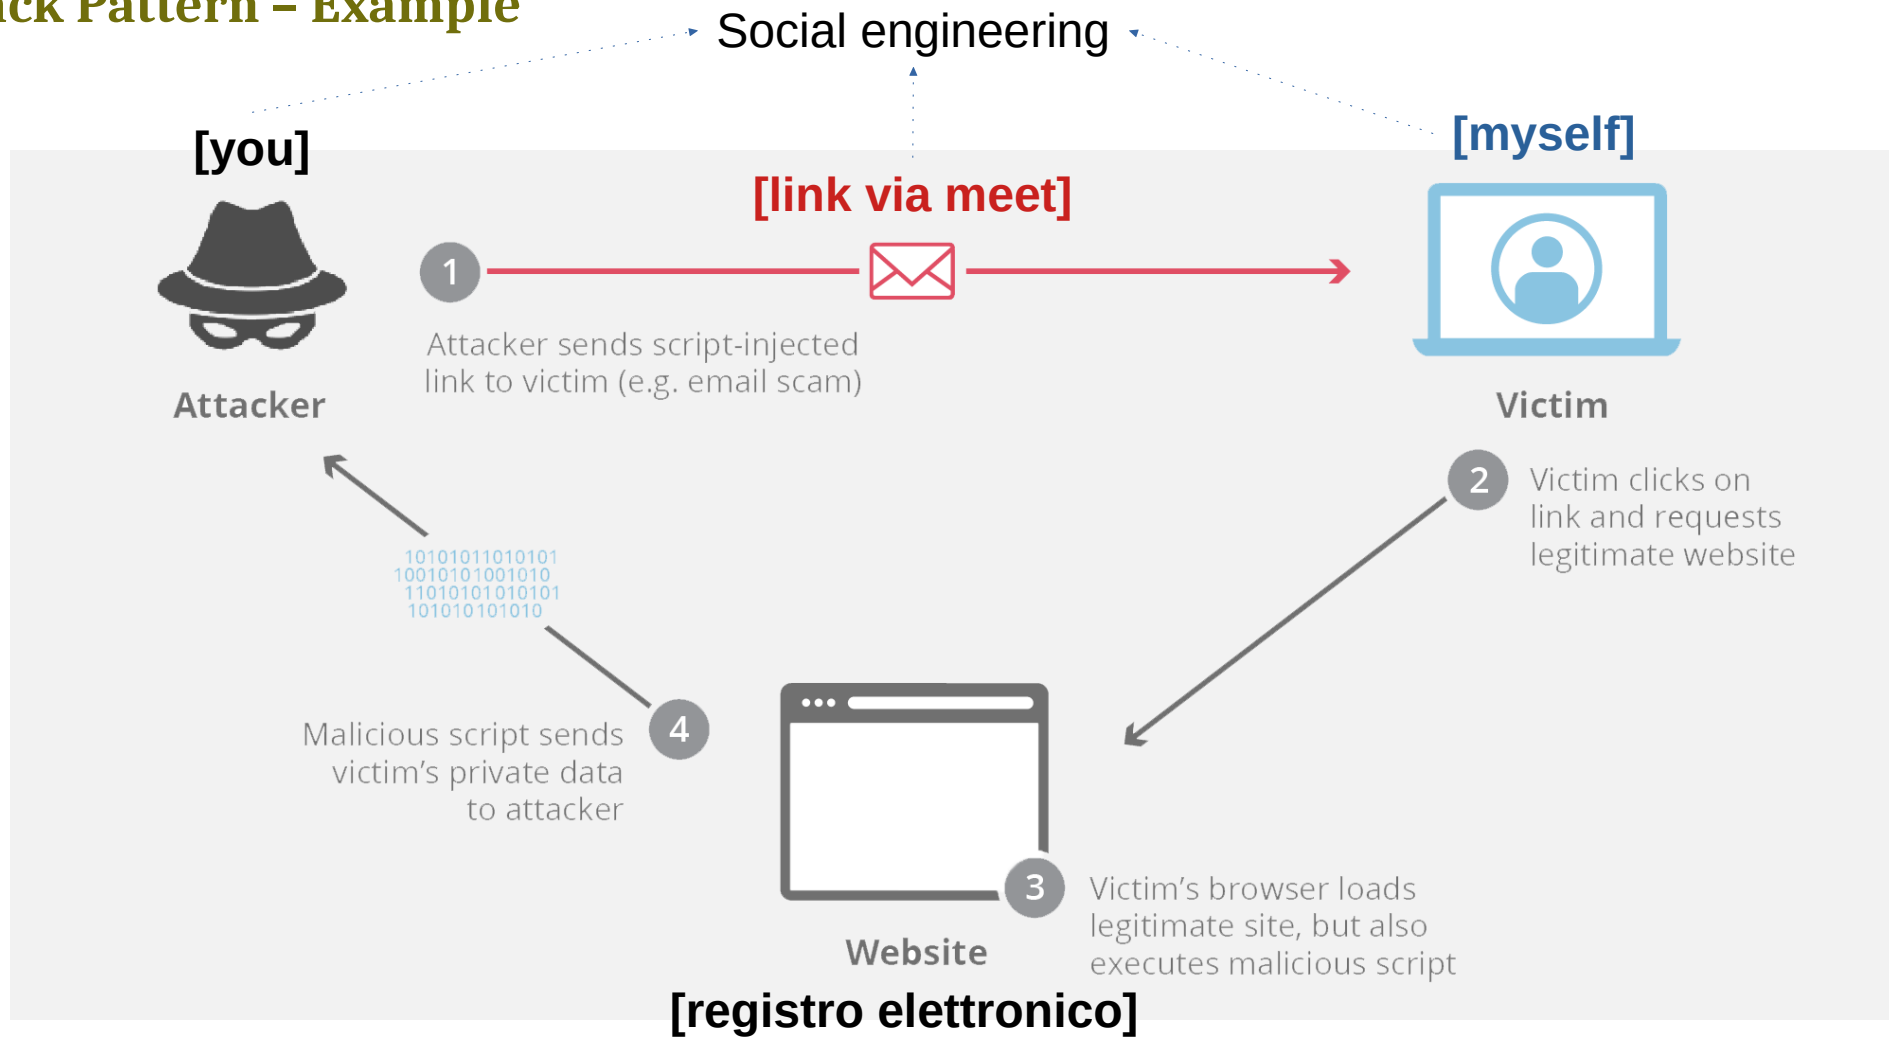 ck Pattern – Example
Social engineering
[you]
[myself]
[link via meet]
1
Attacker sends script-injected
link to victim (e.g. email scam)
Attacker
Victim
2
Victim clicks on
link and requests
legitimate website
10101011010101
10010101001010
11010101010101
101010101010
4
Malicious script sends
victim’s private data
to attacker
3
Victim’s browser loads
legitimate site, but also
executes malicious script
Website
[registro elettronico]